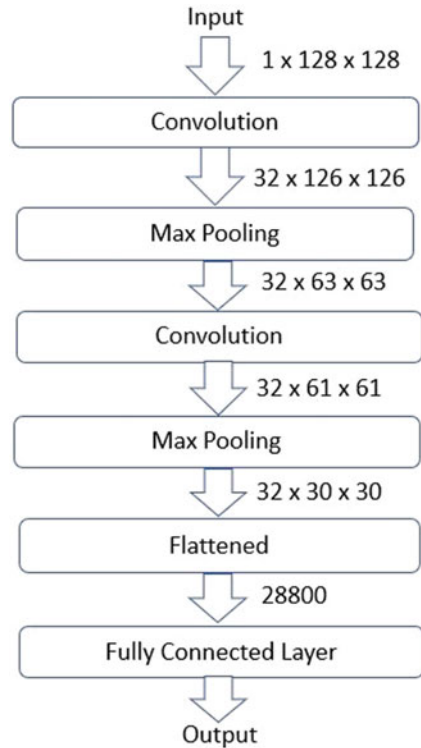 Input
1 x 128 x 128
Convolution
32 x 126 x 126
Max Pooling
32 x 63 x 63
Convolution
32 x 61 x 61
Max Pooling
32 x 30 x 30
Flattened
28800
Fully Connected Layer
Output